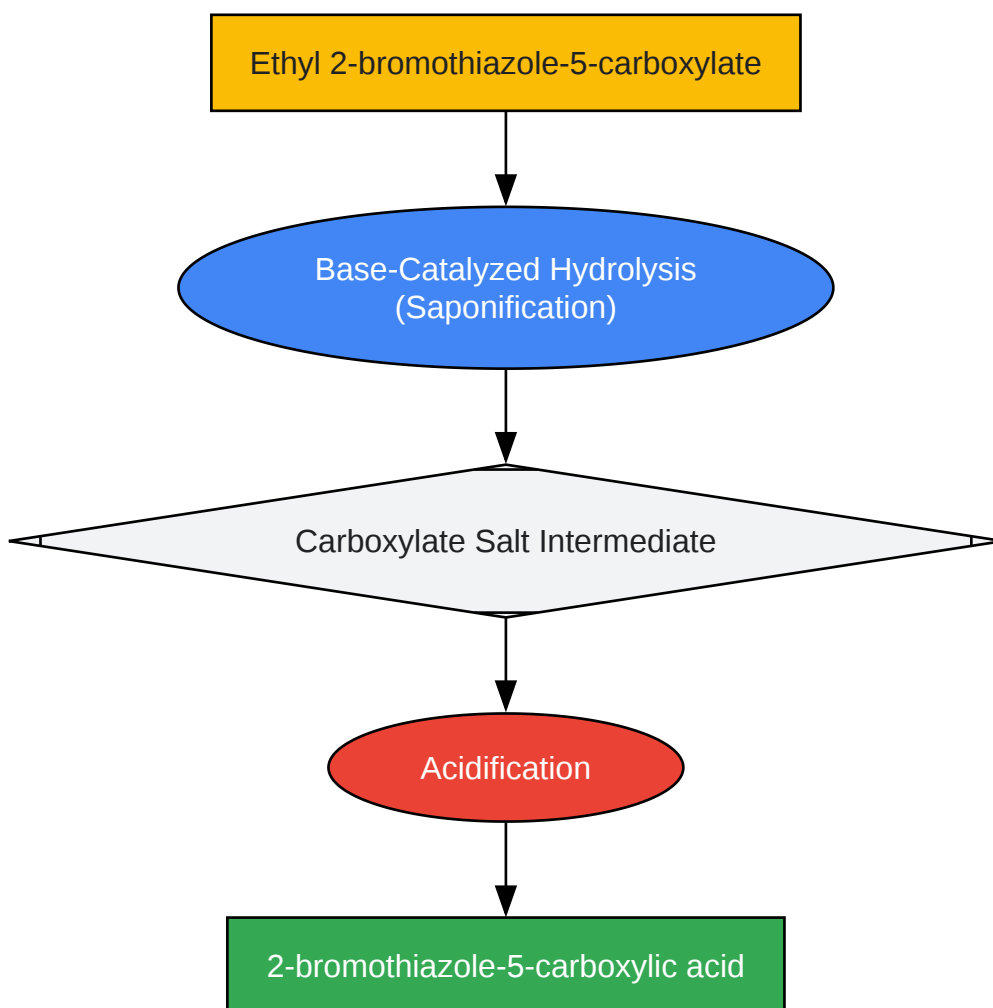 Ethyl 2-bromothiazole-5-carboxylate
Base-Catalyzed Hydrolysis
(Saponification)
Carboxylate Salt Intermediate
Acidification
2-bromothiazole-5-carboxylic acid